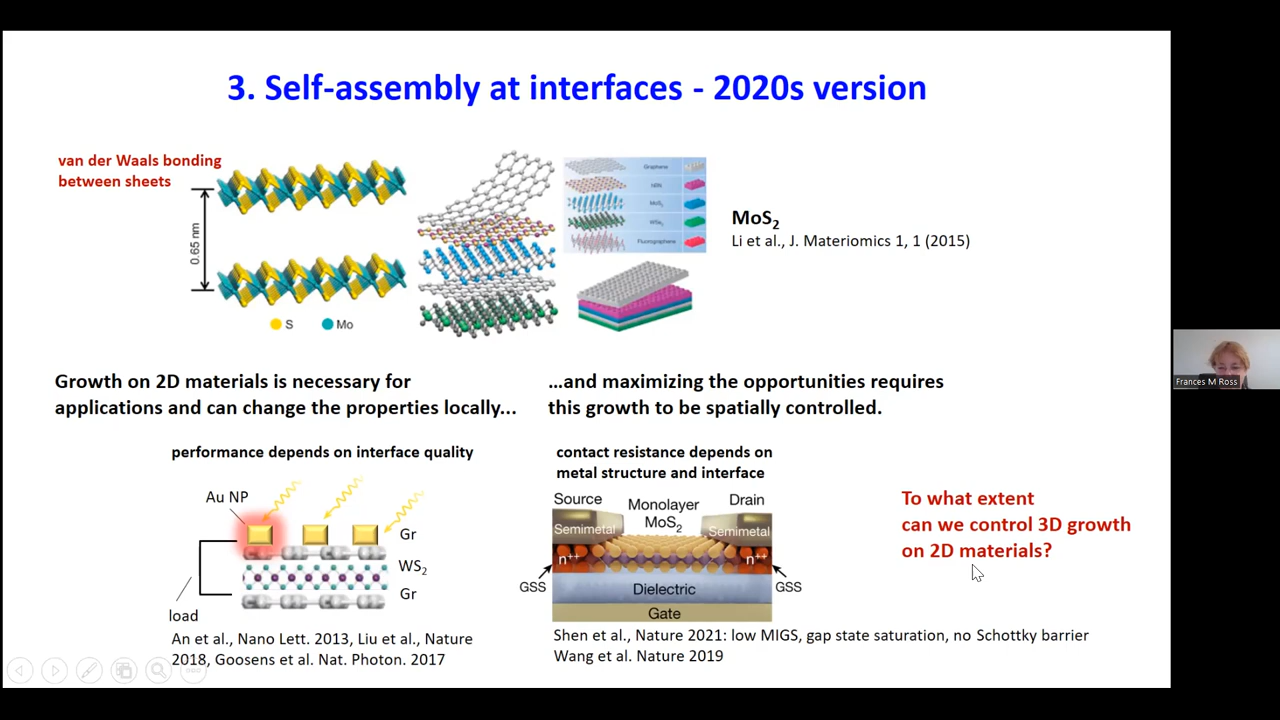 3. Self-assembly at interfaces - 2020s version
van der Waals bonding
between sheets
0.65 nm
S
Mo
Graphene
hBN
MoS₂
WSe₂
Fluorographene
MoS₂
Li et al., J. Materiomics 1, 1 (2015)
Frances M Ross
Growth on 2D materials is necessary for
applications and can change the properties locally...
...and maximizing the opportunities requires
this growth to be spatially controlled.
performance depends on interface quality
Au NP
Gr
WS₂
Gr
load
An et al., Nano Lett. 2013, Liu et al., Nature
2018, Goosens et al. Nat. Photon. 2017
contact resistance depends on
metal structure and interface
Source
Monolayer
MoS₂
Drain
Semimetal
Semimetal
n⁺⁺
n⁺⁺
GSS
GSS
Dielectric
Gate
Shen et al., Nature 2021: low MIGS, gap state saturation, no Schottky barrier
Wang et al. Nature 2019
To what extent
can we control 3D growth
on 2D materials?